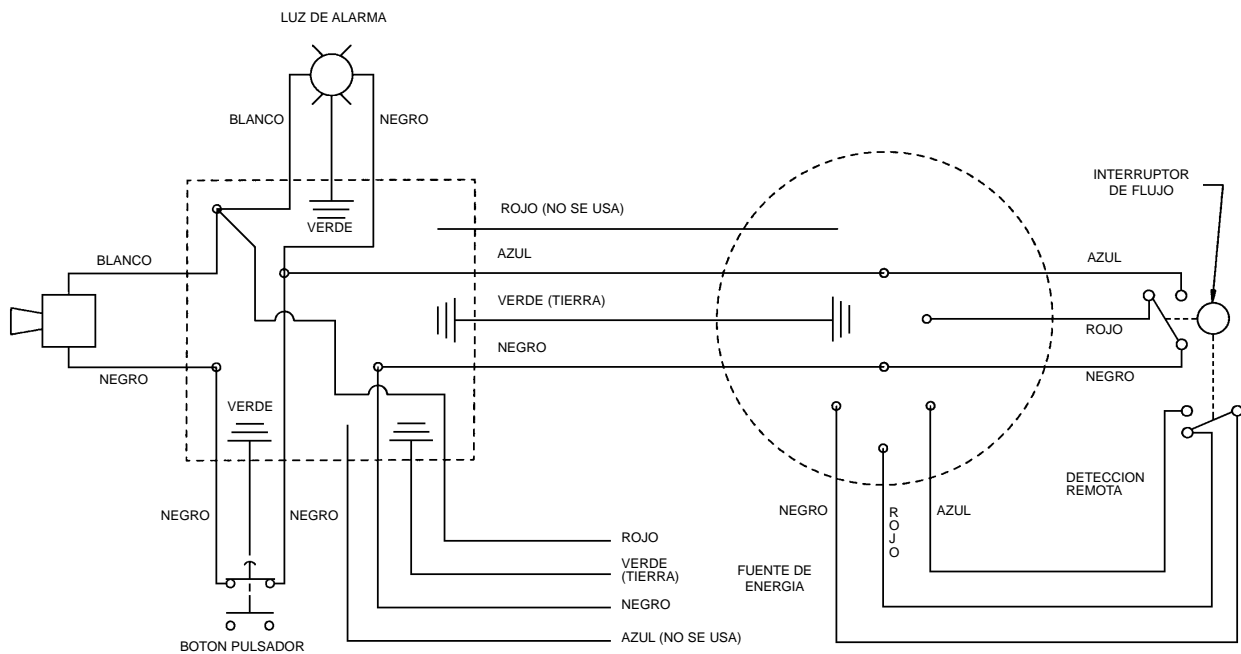 LUZ DE ALARMA
BLANCO
NEGRO
INTERRUPTOR
DE FLUJO
ROJO (NO SE USA)
VERDE
BLANCO
AZUL
AZUL
VERDE (TIERRA)
ROJO
NEGRO
NEGRO
NEGRO
VERDE
DETECCION
REMOTA
NEGRO
NEGRO
NEGRO
ROJO
AZUL
ROJO
VERDE
(TIERRA)
FUENTE DE
ENERGIA
NEGRO
AZUL (NO SE USA)
BOTON PULSADOR